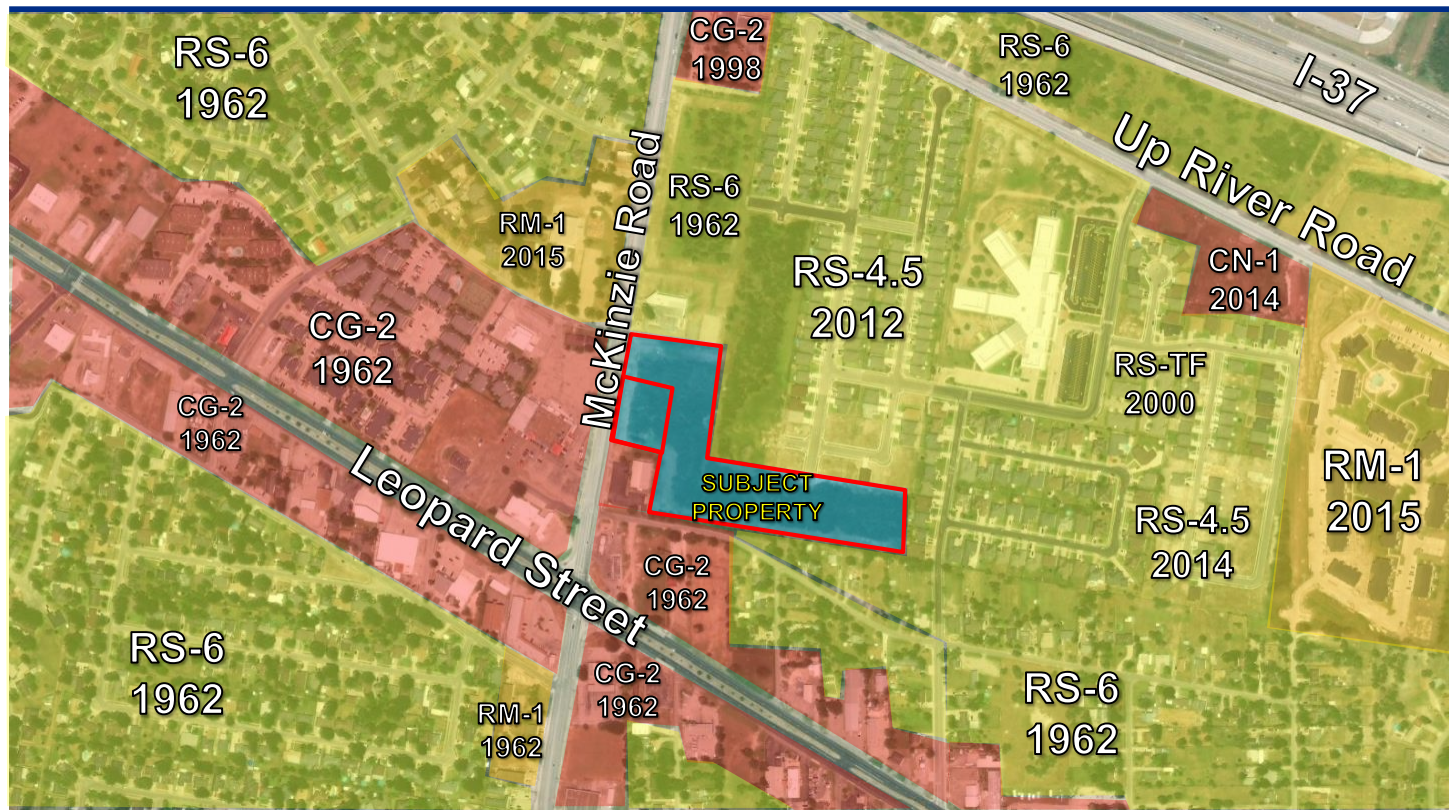 RS-6
1962
CG-2
1998
RS-6
1962
I-37
Up River Road
McKinzie Road
RS-6
1962
RM-1
2015
RS-4.5
2012
CN-1
2014
CG-2
1962
RS-TF
2000
CG-2
1962
RM-1
2015
SUBJECT
PROPERTY
Leopard Street
RS-4.5
2014
CG-2
1962
RS-6
1962
CG-2
1962
RS-6
1962
RM-1
1962